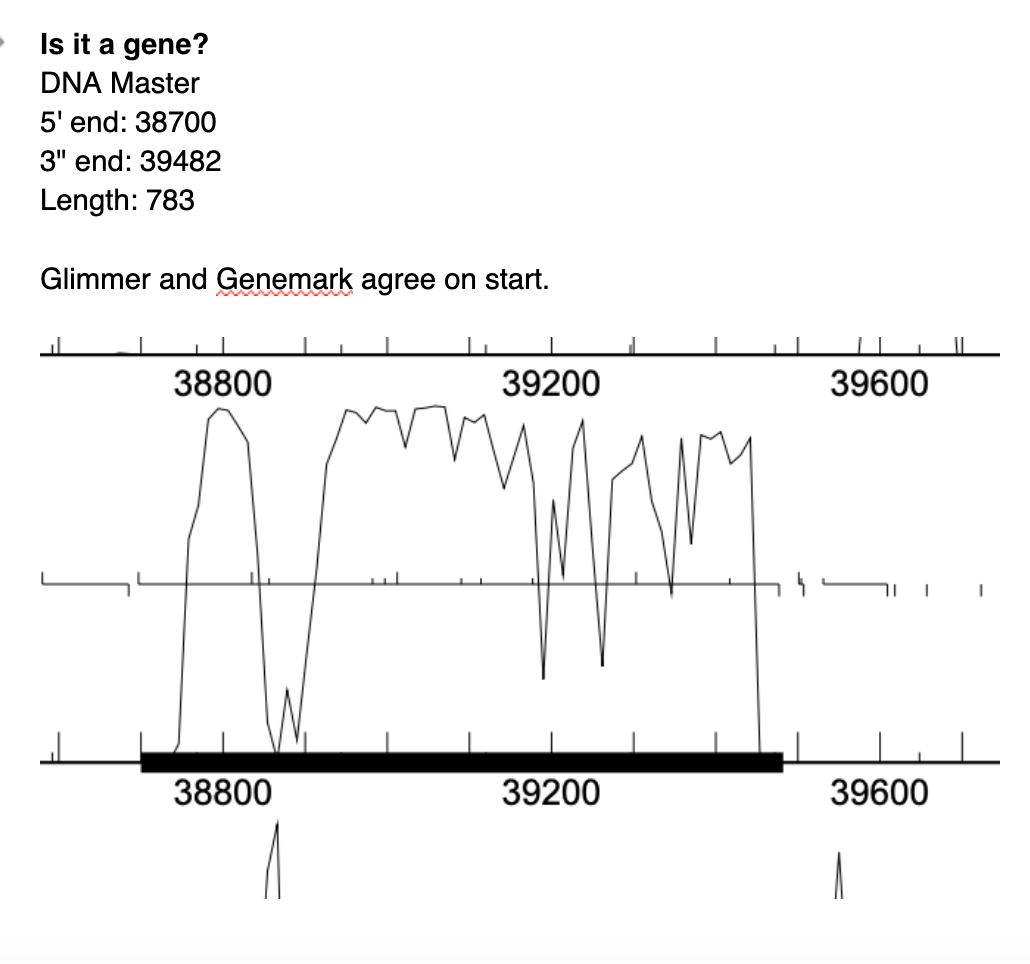 Is it a gene?
DNA Master
5' end: 38700
3" end: 39482
Length: 783
Glimmer and Genemark agree on start.
38800 39200 39600
38800 39200 39600